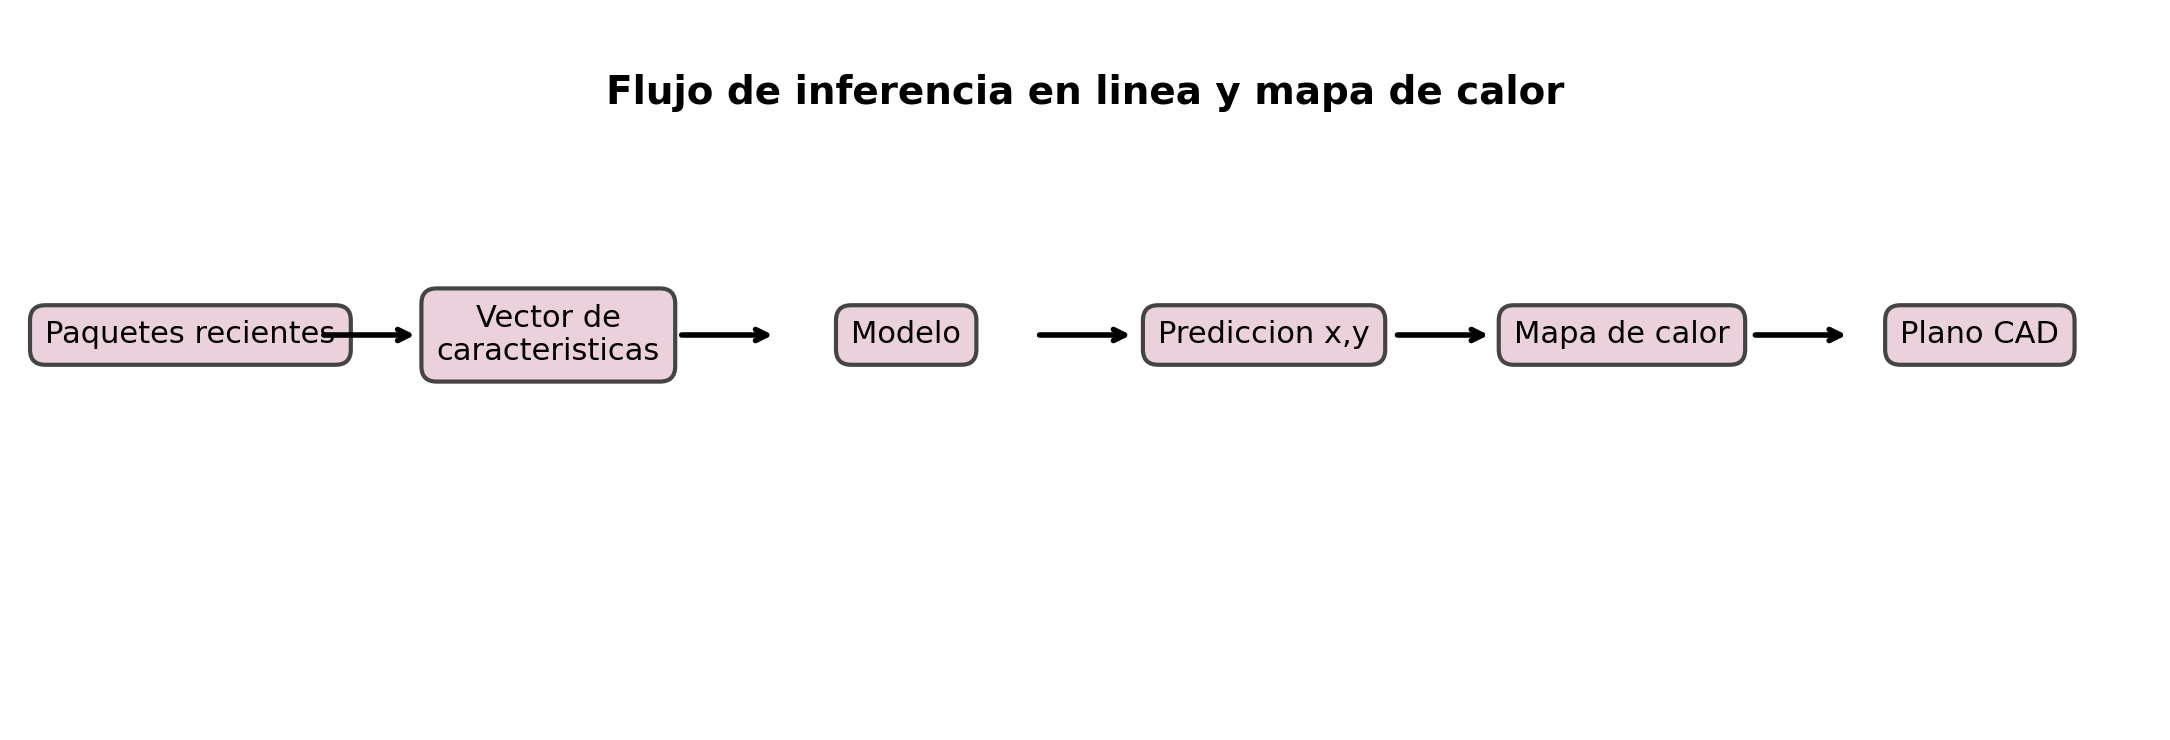 Flujo de inferencia en linea y mapa de calor
Paquetes recientes
Vector de
caracteristicas
Modelo
Prediccion x,y
Mapa de calor
Plano CAD